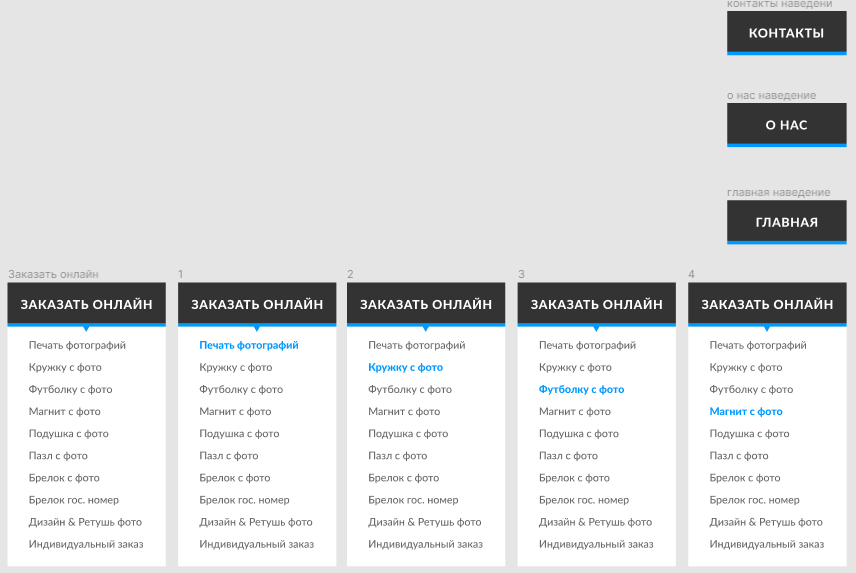 контакты наведени
КОНТАКТЫ
о нас наведение
О НАС
главная наведение
ГЛАВНАЯ
Заказать онлайн
ЗАКАЗАТЬ ОНЛАЙН
Печать фотографий
Кружку с фото
Футболку с фото
Магнит с фото
Подушка с фото
Пазл с фото
Брелок с фото
Брелок гос. номер
Дизайн & Ретушь фото
Индивидуальный заказ
1
ЗАКАЗАТЬ ОНЛАЙН
Печать фотографий
Кружку с фото
Футболку с фото
Магнит с фото
Подушка с фото
Пазл с фото
Брелок с фото
Брелок гос. номер
Дизайн & Ретушь фото
Индивидуальный заказ
2
ЗАКАЗАТЬ ОНЛАЙН
Печать фотографий
Кружку с фото
Футболку с фото
Магнит с фото
Подушка с фото
Пазл с фото
Брелок с фото
Брелок гос. номер
Дизайн & Ретушь фото
Индивидуальный заказ
3
ЗАКАЗАТЬ ОНЛАЙН
Печать фотографий
Кружку с фото
Футболку с фото
Магнит с фото
Подушка с фото
Пазл с фото
Брелок с фото
Брелок гос. номер
Дизайн & Ретушь фото
Индивидуальный заказ
4
ЗАКАЗАТЬ ОНЛАЙН
Печать фотографий
Кружку с фото
Футболку с фото
Магнит с фото
Подушка с фото
Пазл с фото
Брелок с фото
Брелок гос. номер
Дизайн & Ретушь фото
Индивидуальный заказ